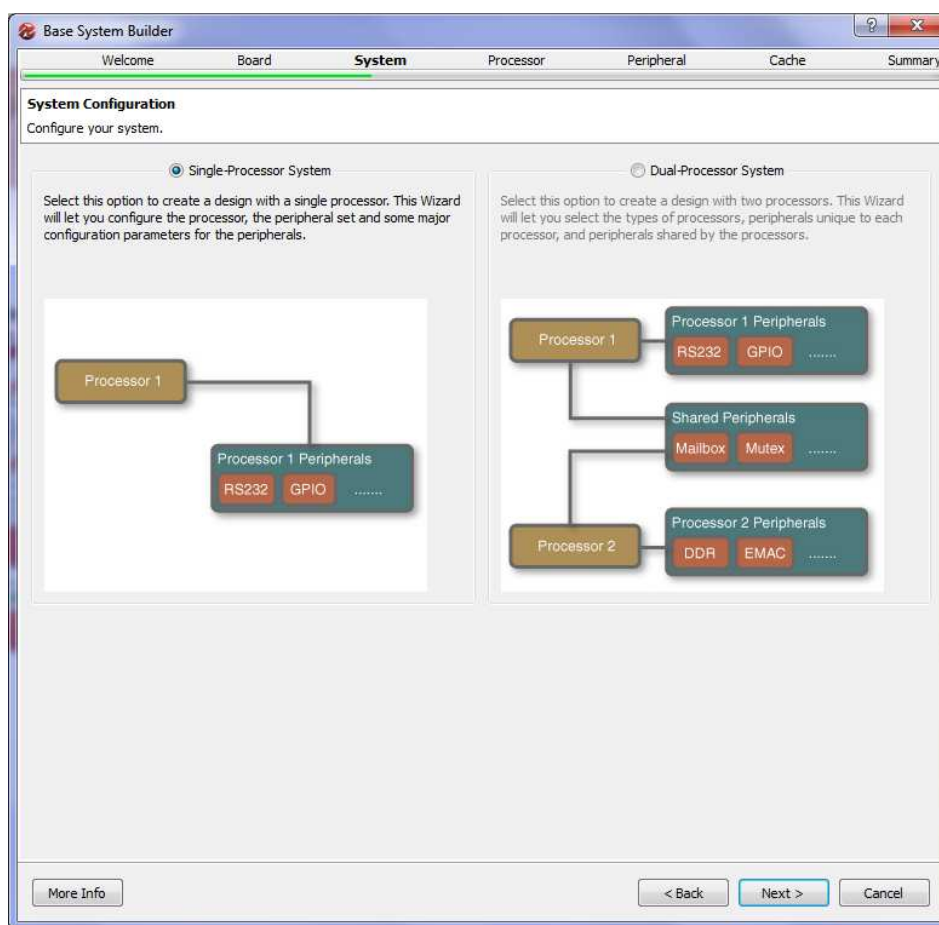 Base System Builder
Welcome Board System Processor Peripheral Cache Summary
System Configuration
Configure your system.
Single-Processor System
Select this option to create a design with a single processor. This Wizard
will let you configure the processor, the peripheral set and some major
configuration parameters for the peripherals.
Processor 1
Processor 1 Peripherals
RS232 GPIO .......
Dual-Processor System
Select this option to create a design with two processors. This Wizard
will let you select the types of processors, peripherals unique to each
processor, and peripherals shared by the processors.
Processor 1
Processor 1 Peripherals
RS232 GPIO .......
Shared Peripherals
Mailbox Mutex .......
Processor 2
Processor 2 Peripherals
DDR EMAC .......
More Info
< Back Next > Cancel